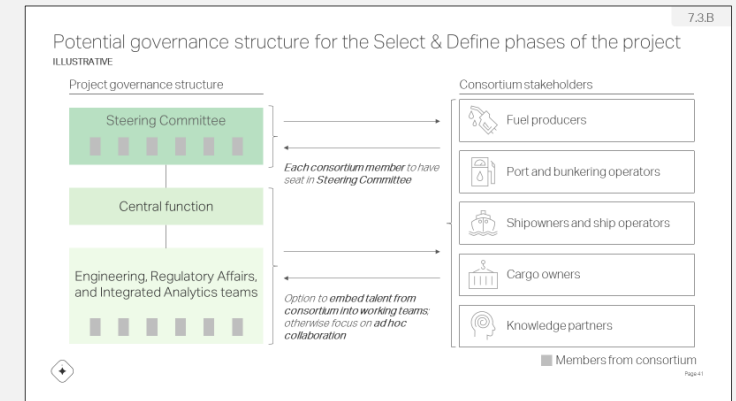 7.3.B
Potential governance structure for the Select & Define phases of the project
ILLUSTRATIVE
Project governance structure
Steering Committee
Central function
Engineering, Regulatory Affairs,
and Integrated Analytics teams
Each consortium member to have
seat in Steering Committee
Option to embed talent from
consortium into working teams;
otherwise focus on ad hoc
collaboration
Consortium stakeholders
Fuel producers
Port and bunkering operators
Shipowners and ship operators
Cargo owners
Knowledge partners
Members from consortium
Page 41